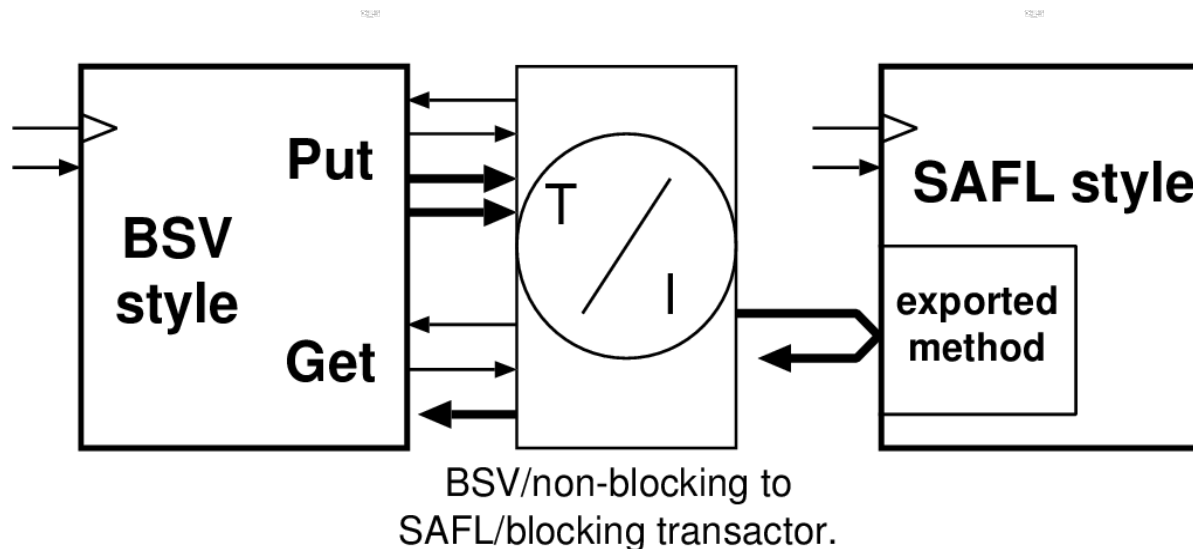 Put
BSV
style
Get
T
I
SAFL style
exported
method
BSV/non-blocking to
SAFL/blocking transactor.